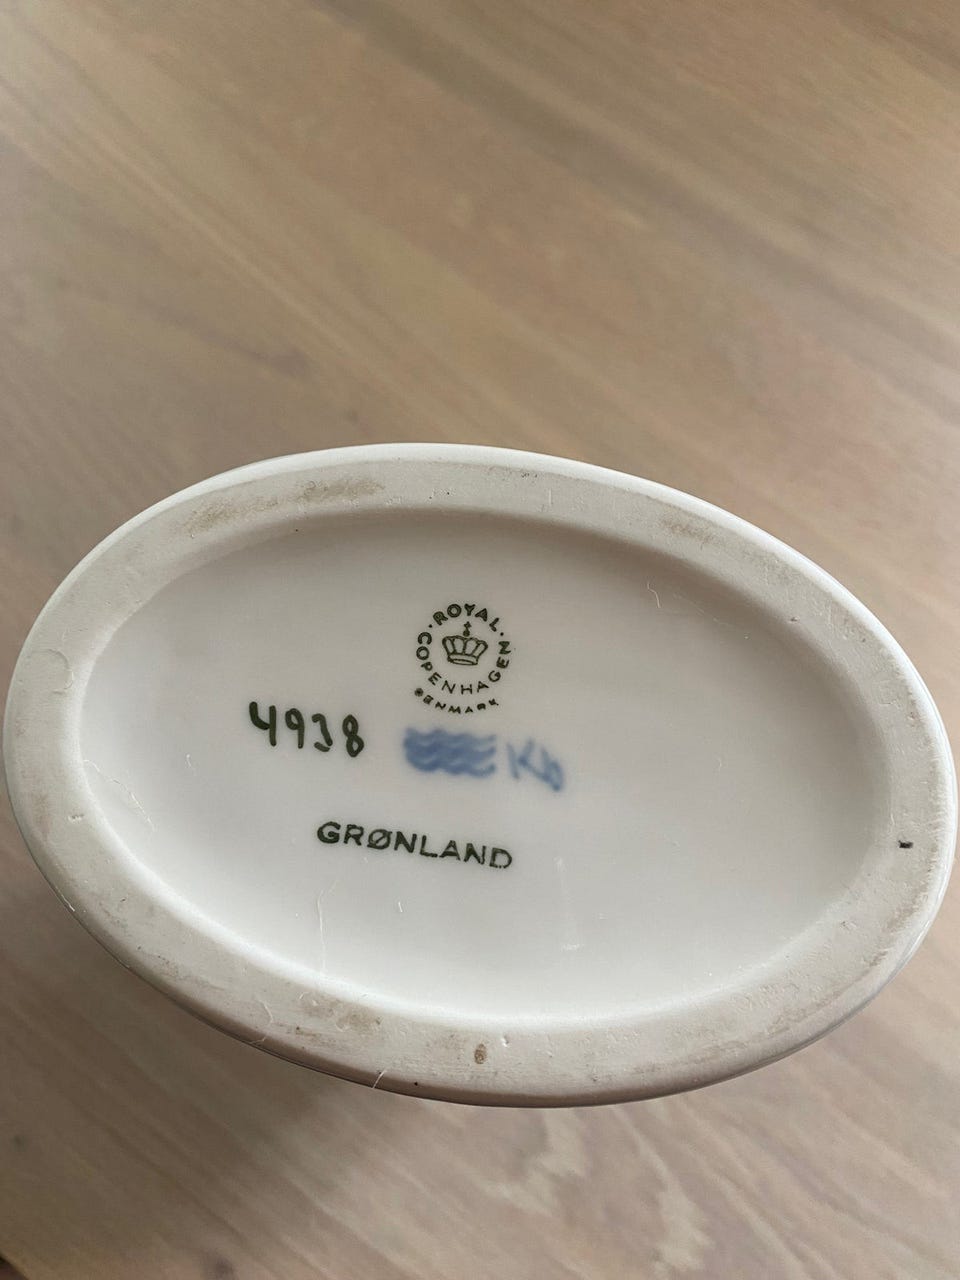 ROYAL
COPENHAGEN
DENMARK
4938
Kb
GRØNLAND